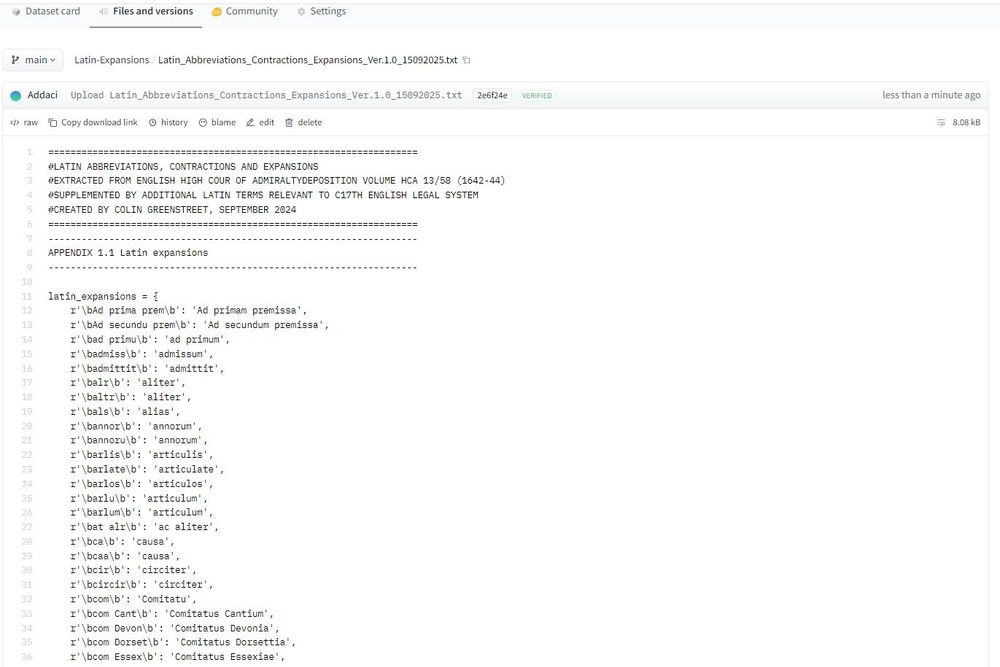 Dataset card Files and versions Community Settings
main Latin-Expansions / Latin_Abbreviations_Contractions_Expansions_Ver.1.0_15092025.txt
Addaci Upload Latin_Abbreviations_Contractions_Expansions_Ver.1.0_15092025.txt 2e6f24e VERIFIED less than a minute ago
</> raw Copy download link history blame edit delete 8.08 kB
1 =================================================================
2 #LATIN ABBREVIATIONS, CONTRACTIONS AND EXPANSIONS
3 #EXTRACTED FROM ENGLISH HIGH COUR OF ADMIRALTYDEPOSITION VOLUME HCA 13/58 (1642-44)
4 #SUPPLEMENTED BY ADDITIONAL LATIN TERMS RELEVANT TO C17TH ENGLISH LEGAL SYSTEM
5 #CREATED BY COLIN GREENSTREET, SEPTEMBER 2024
6 =================================================================
7 -----------------------------------------------------------------
8 APPENDIX 1.1 Latin expansions
9 -----------------------------------------------------------------
10
11 latin_expansions = {
12 r'\bAd prima prem\b': 'Ad primam premissa',
13 r'\bAd secundu prem\b': 'Ad secundum premissa',
14 r'\bad primu\b': 'ad primum',
15 r'\badmiss\b': 'admissum',
16 r'\badmittit\b': 'admittit',
17 r'\balr\b': 'aliter',
18 r'\baltr\b': 'aliter',
19 r'\bals\b': 'alias',
20 r'\bannor\b': 'annorum',
21 r'\bannoru\b': 'annorum',
22 r'\barlis\b': 'articulis',
23 r'\barlate\b': 'articulate',
24 r'\barlos\b': 'articulos',
25 r'\barlu\b': 'articulum',
26 r'\barlum\b': 'articulum',
27 r'\bat alr\b': 'ac aliter',
28 r'\bca\b': 'causa',
29 r'\bcaa\b': 'causa',
30 r'\bcir\b': 'circiter',
31 r'\bcircir\b': 'circiter',
32 r'\bcom\b': 'Comitatu',
33 r'\bcom Cant\b': 'Comitatus Cantium',
34 r'\bcom Devon\b': 'Comitatus Devonia',
35 r'\bcom Dorset\b': 'Comitatus Dorsettia',
36 r'\bcom Essex\b': 'Comitatus Essexiae',